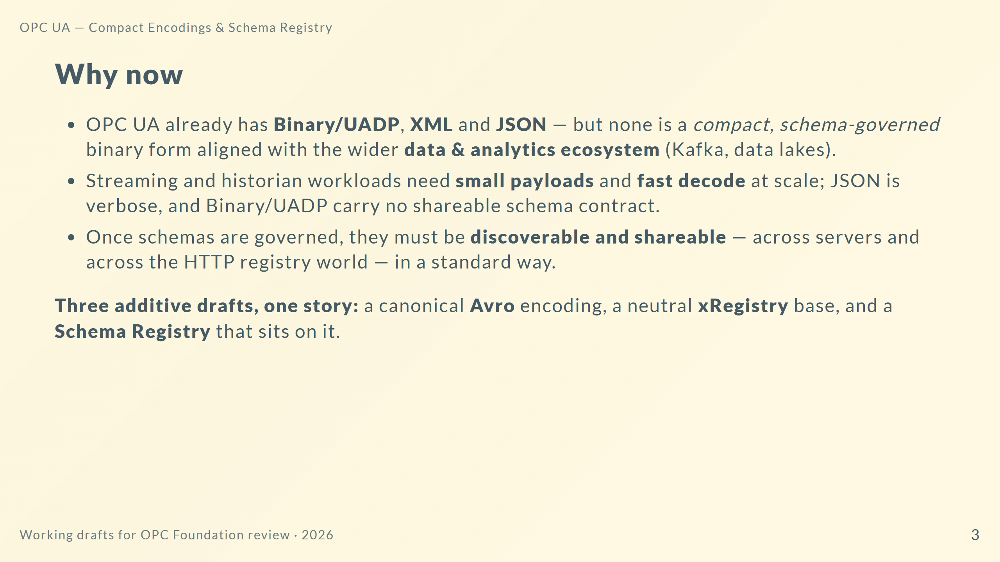 OPC UA — Compact Encodings & Schema Registry
Why now
• OPC UA already has Binary/UADP, XML and JSON — but none is a compact, schema-governed
binary form aligned with the wider data & analytics ecosystem (Kafka, data lakes).
• Streaming and historian workloads need small payloads and fast decode at scale; JSON is
verbose, and Binary/UADP carry no shareable schema contract.
• Once schemas are governed, they must be discoverable and shareable — across servers and
across the HTTP registry world — in a standard way.
Three additive drafts, one story: a canonical Avro encoding, a neutral xRegistry base, and a
Schema Registry that sits on it.
Working drafts for OPC Foundation review · 2026
3